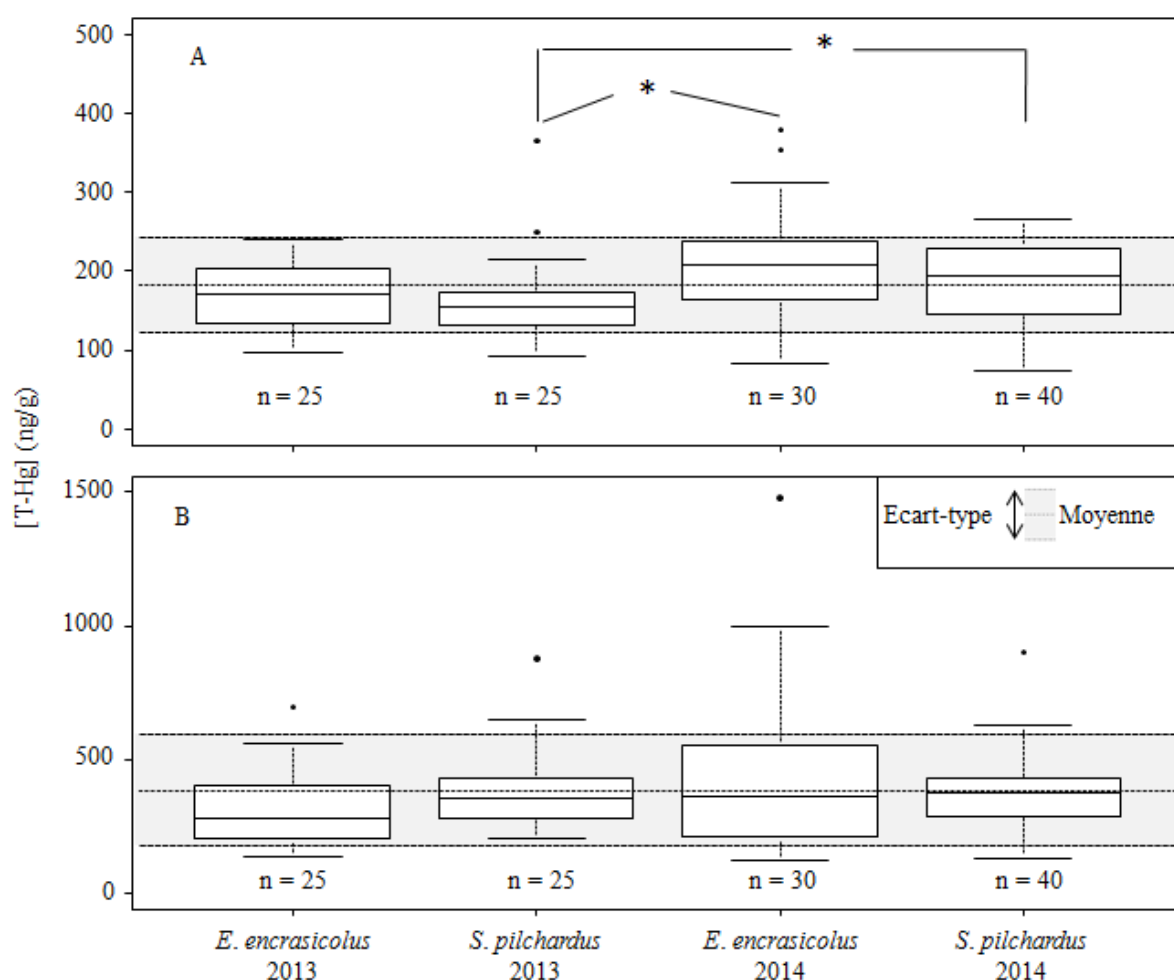 [T-Hg] (ng/g)
500
400
300
200
100
0
A
*
*
n = 25
n = 25
n = 30
n = 40
1500
1000
500
0
B
Ecart-type
Moyenne
n = 25
n = 25
n = 30
n = 40
E. encrasicolus
2013
S. pilchardus
2013
E. encrasicolus
2014
S. pilchardus
2014